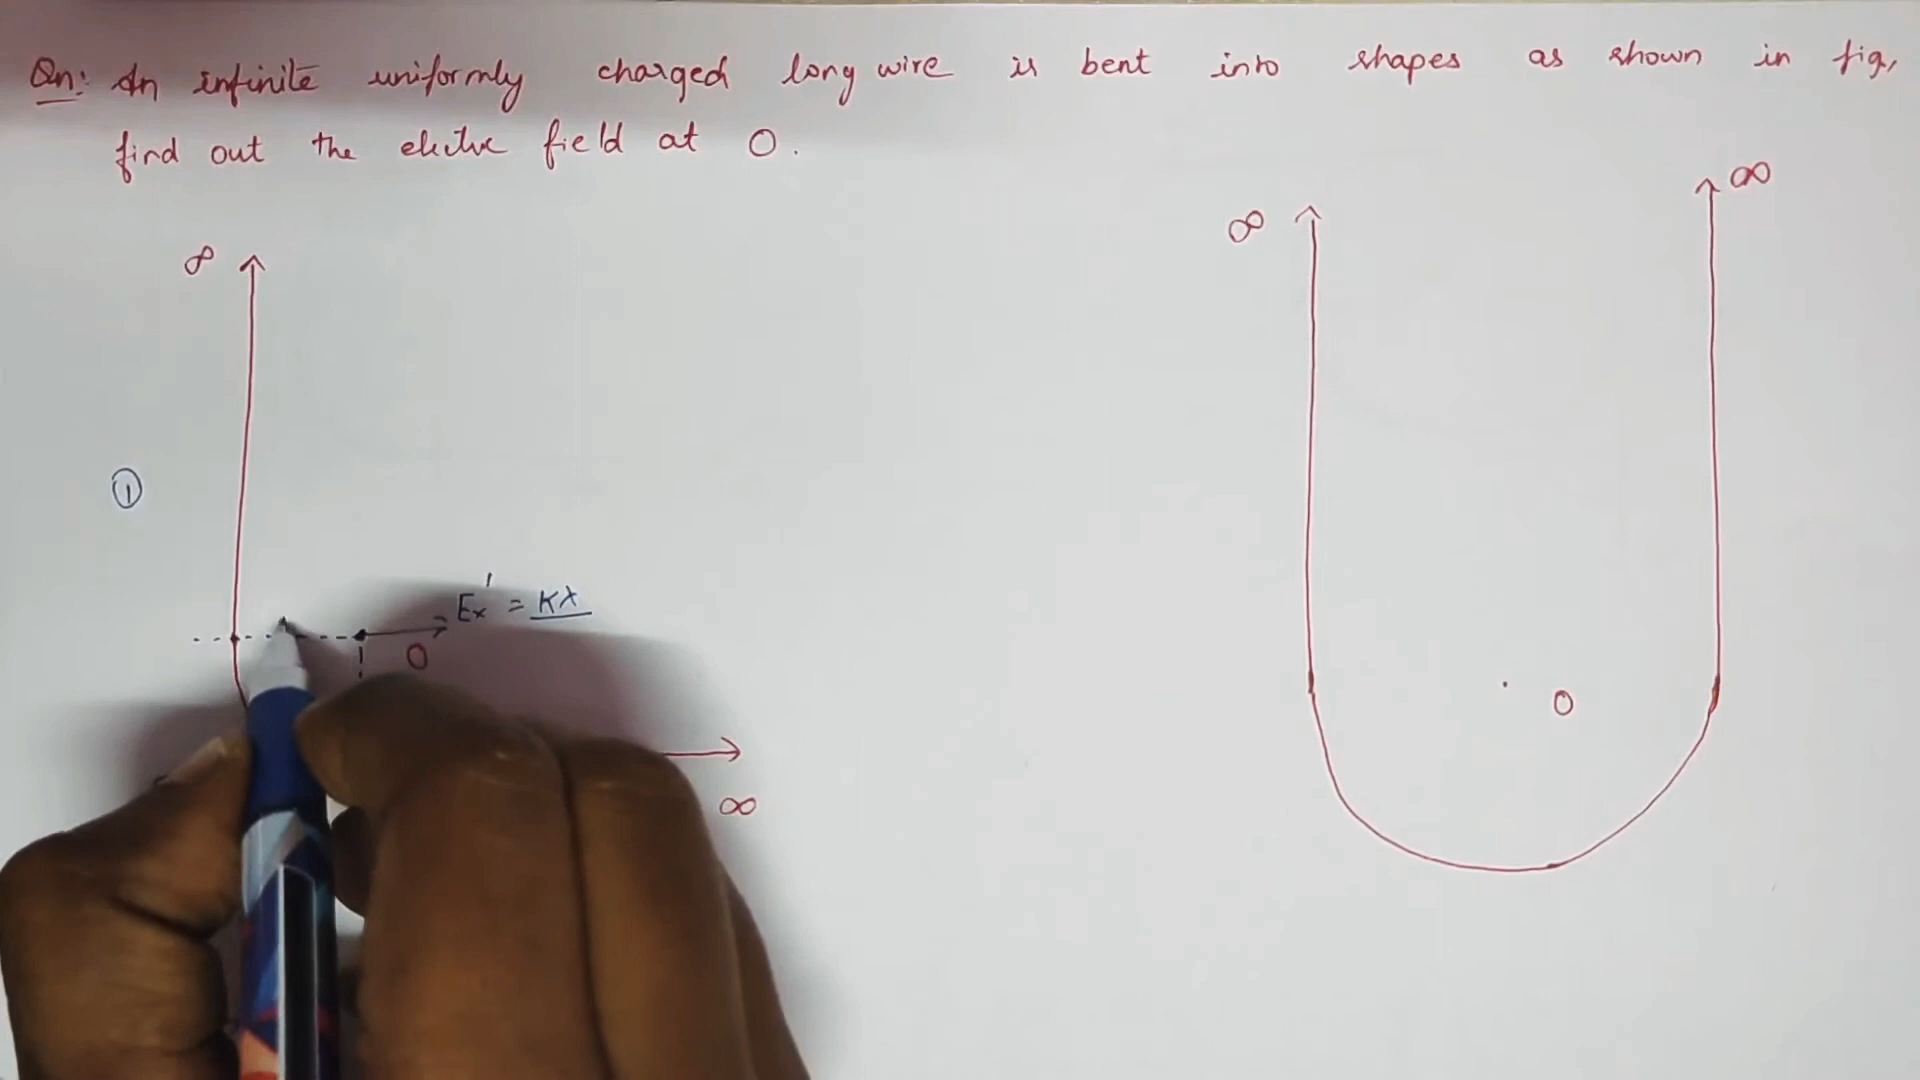 Qn: An infinite uniformly charged long wire is bent into shapes as shown in fig,
find out the electric field at O.
∞
∞
∞
①
Ex' = Kλ
O
O
∞